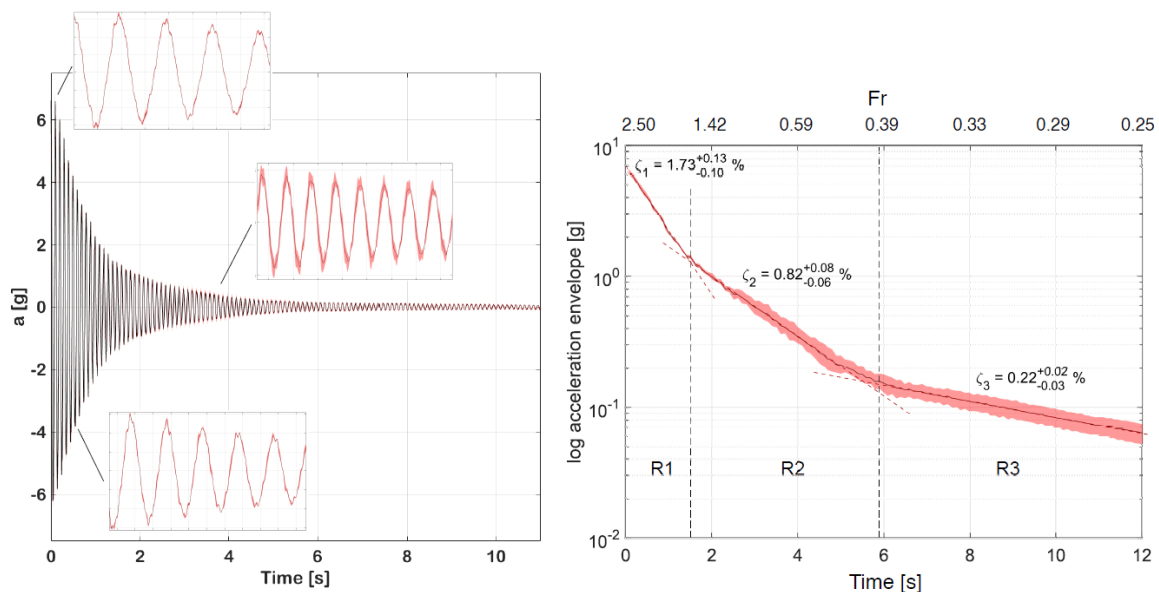 6
4
2
0
-2
-4
-6
a [g]
0 2 4 6 8 10
Time [s]
Fr
2.50 1.42 0.59 0.39 0.33 0.29 0.25
10^1
10^0
10^-1
10^-2
log acceleration envelope [g]
ζ_1 = 1.73^{+0.13}_{-0.10} %
ζ_2 = 0.82^{+0.08}_{-0.06} %
ζ_3 = 0.22^{+0.02}_{-0.03} %
R1 R2 R3
0 2 4 6 8 10 12
Time [s]